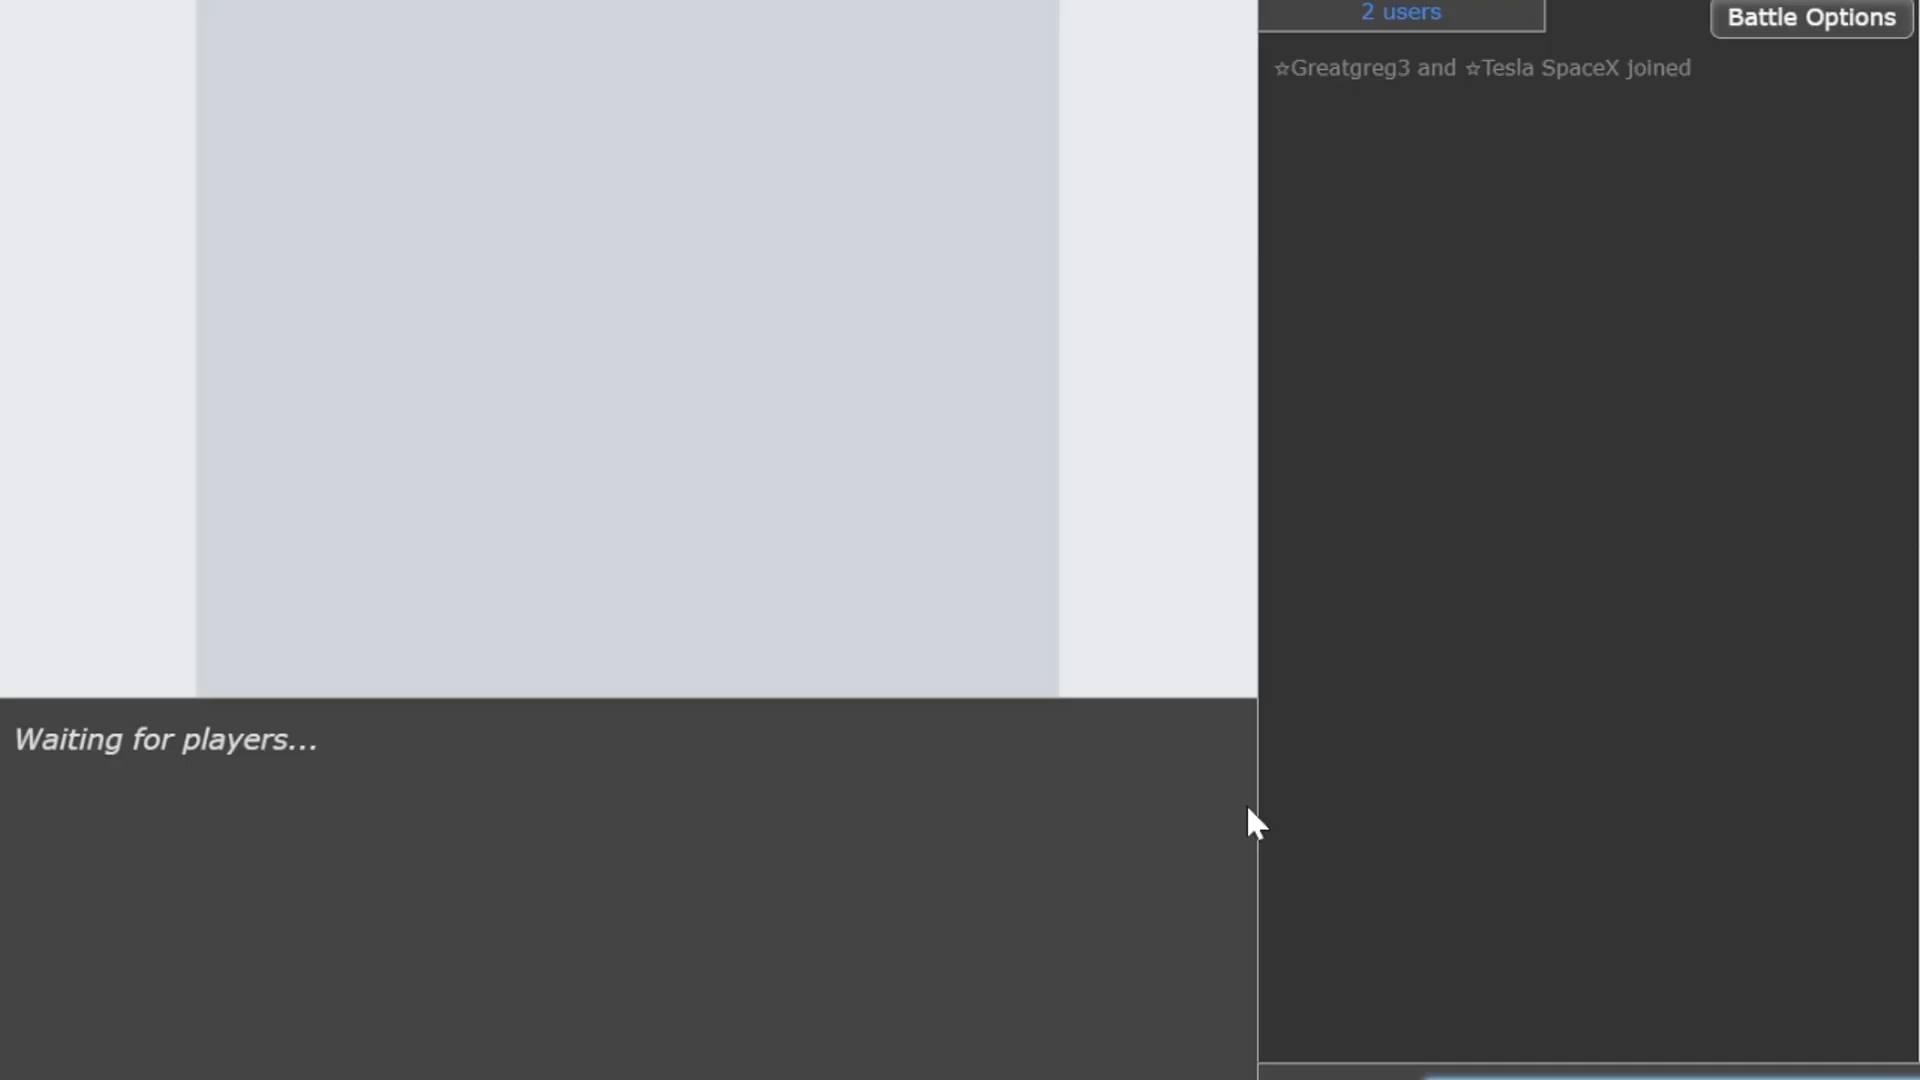 2 users
Battle Options
☆Greatgreg3 and ☆Tesla SpaceX joined
Waiting for players...